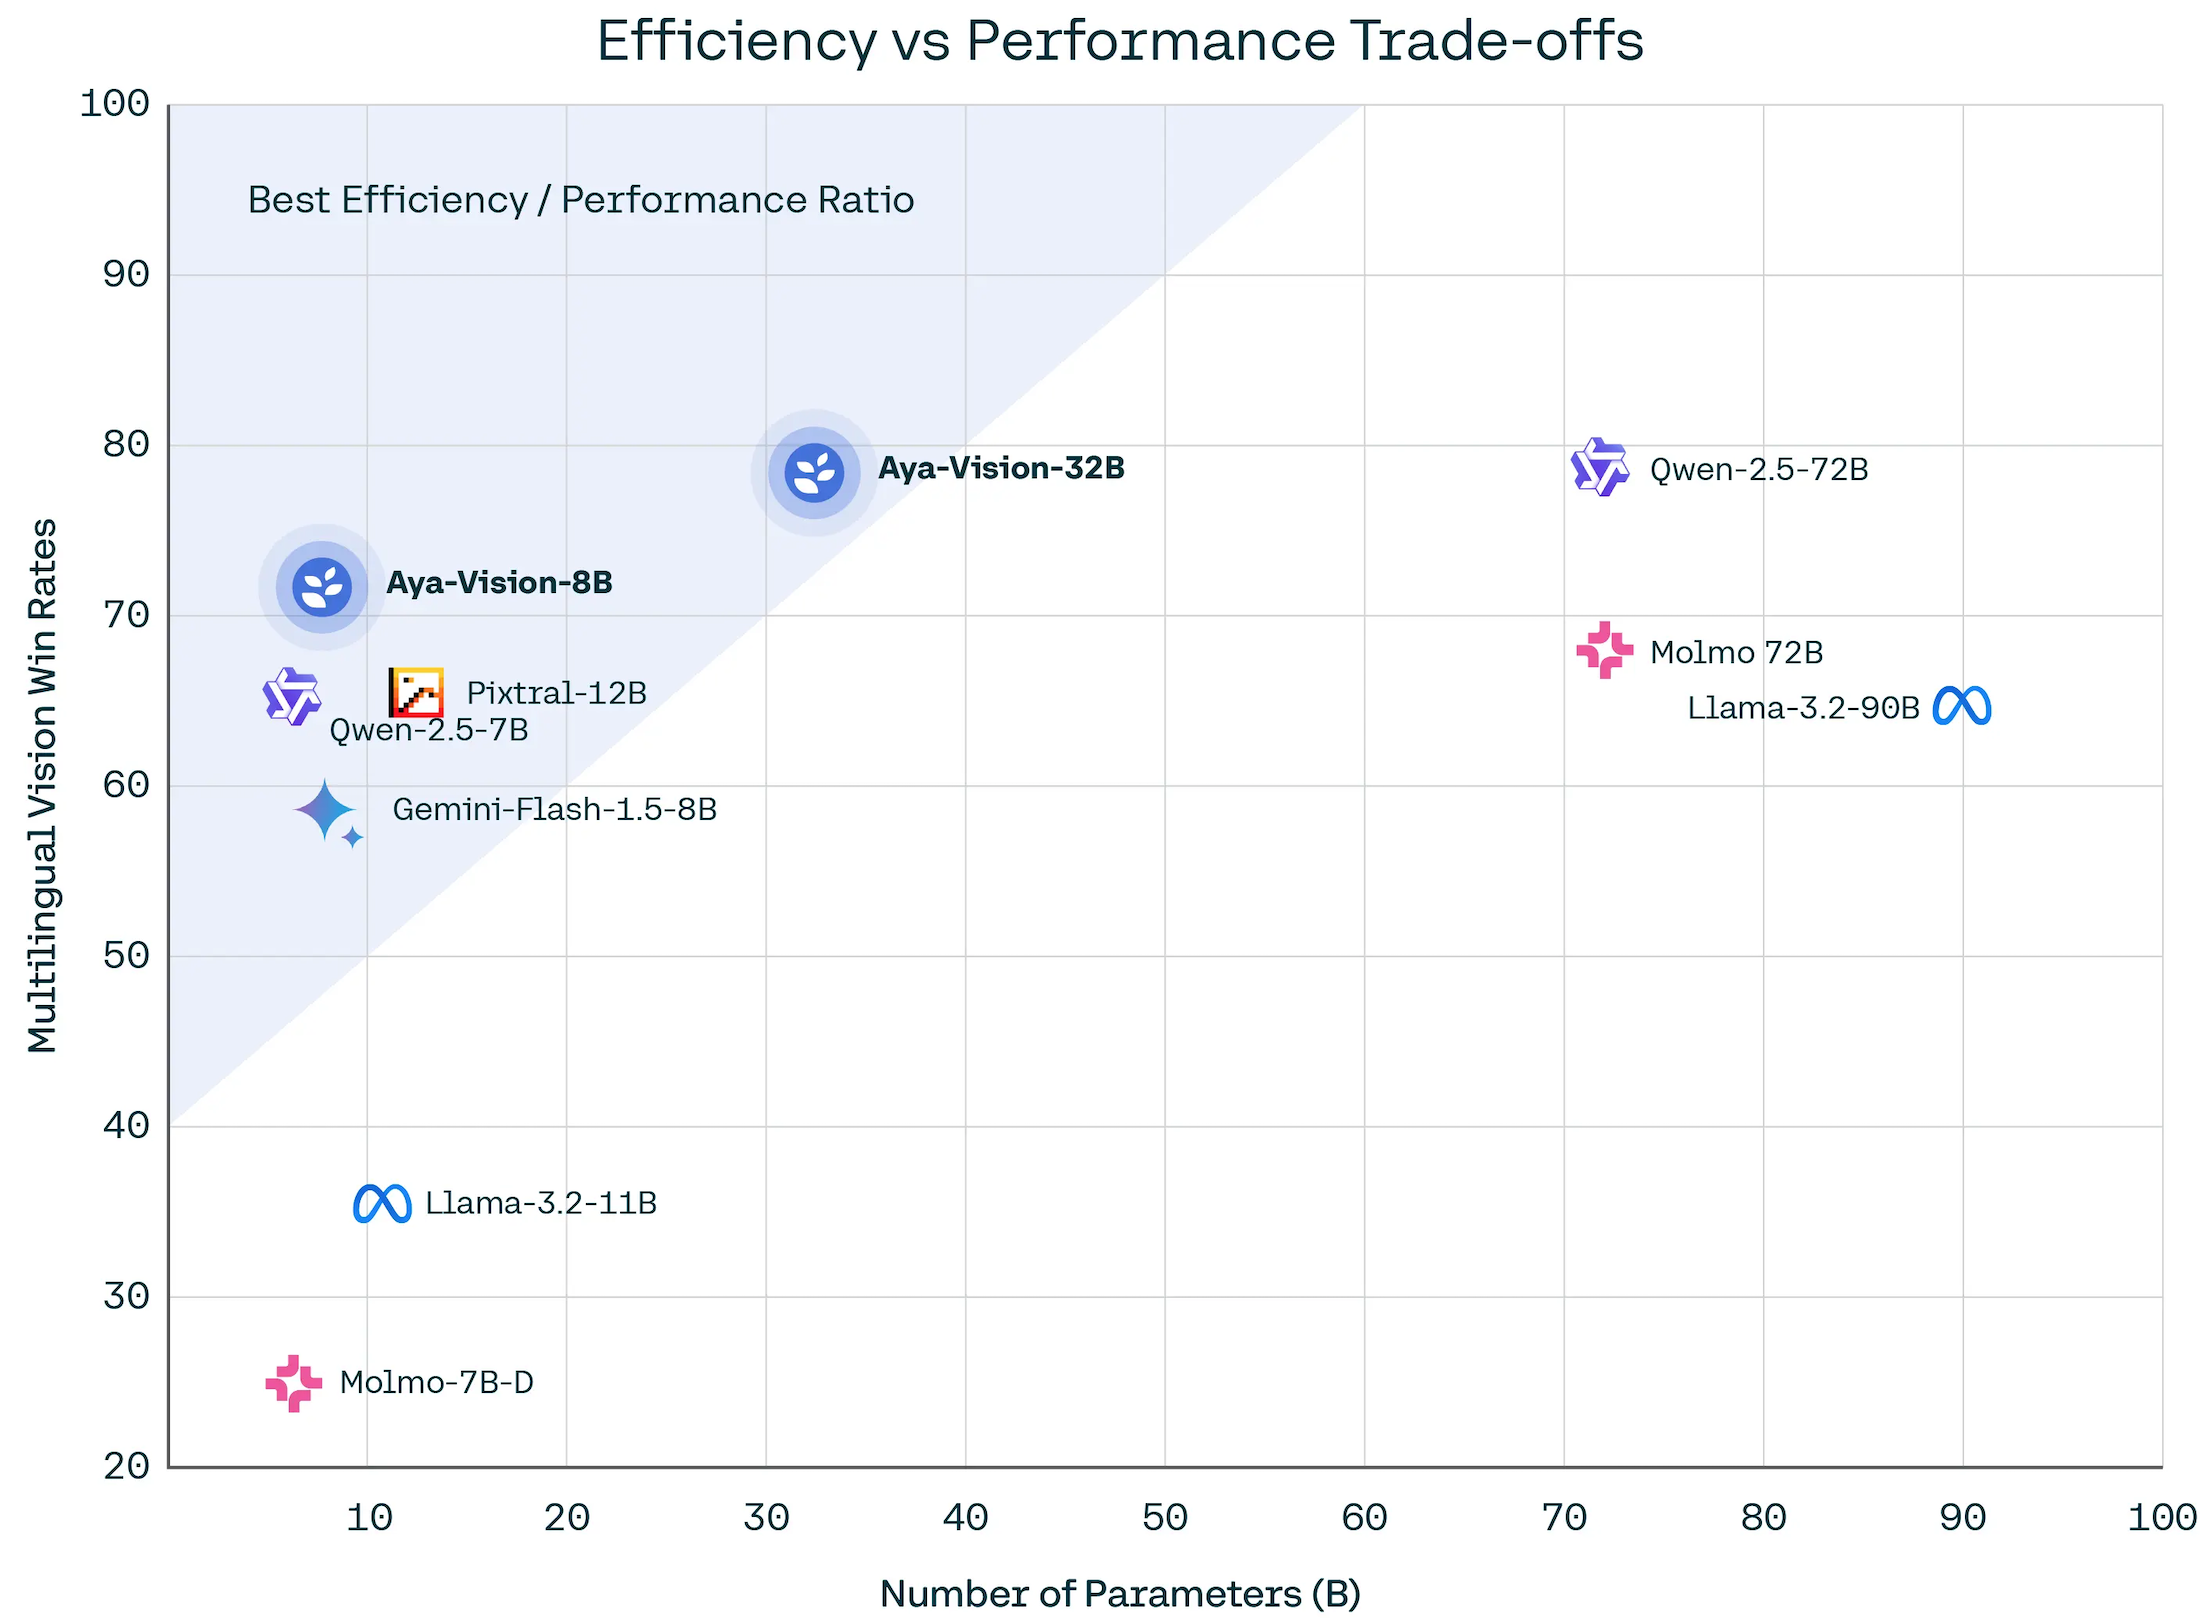 Efficiency vs Performance Trade-offs
100
Best Efficiency / Performance Ratio
90
80
Aya-Vision-32B
Qwen-2.5-72B
Aya-Vision-8B
70
Molmo 72B
Pixtral-12B
Llama-3.2-90B
Qwen-2.5-7B
60
Gemini-Flash-1.5-8B
50
40
Llama-3.2-11B
30
Molmo-7B-D
20
Multilingual Vision Win Rates
10 20 30 40 50 60 70 80 90 100
Number of Parameters (B)